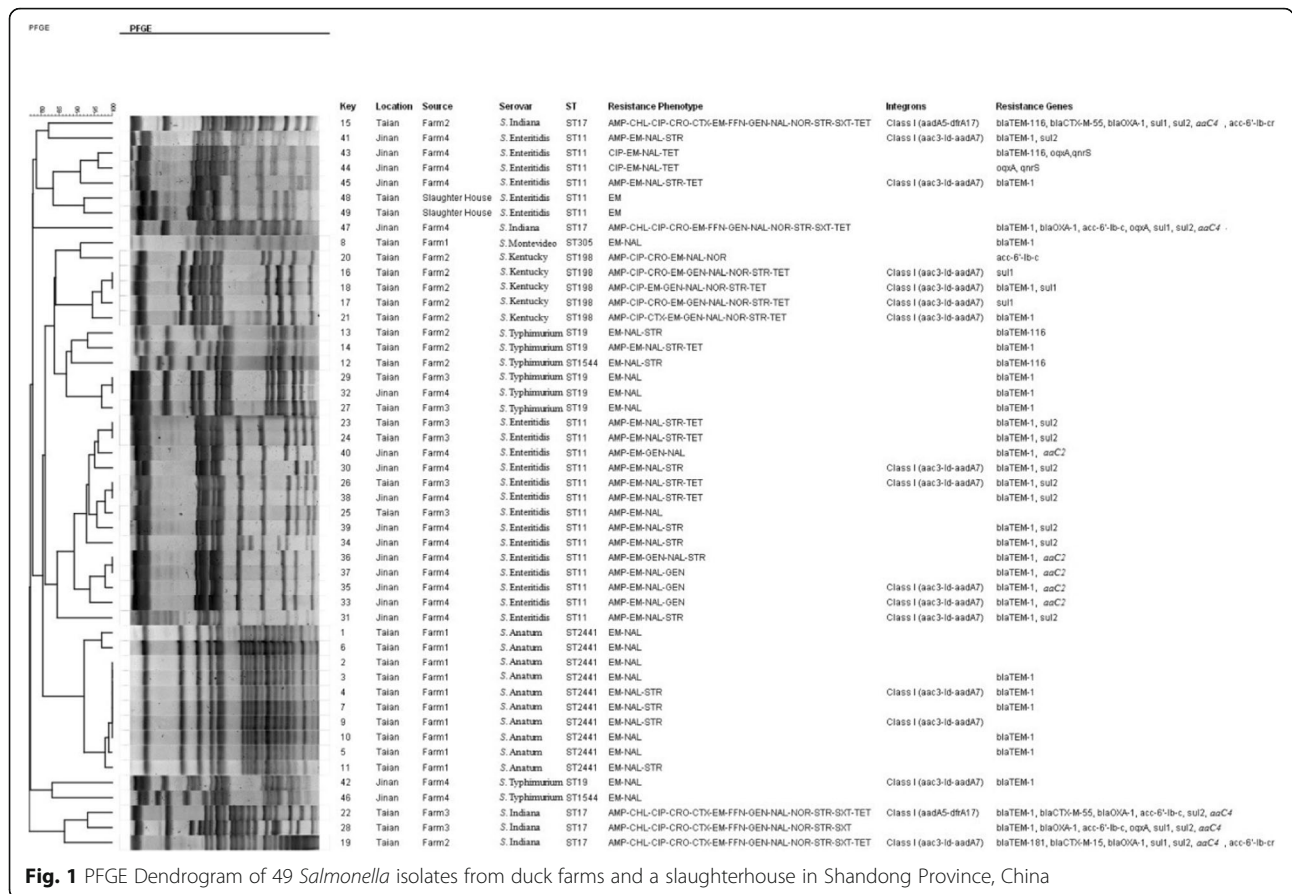 PFGE PFGE
80 85 90 95 100
Key Location Source Serovar ST Resistance Phenotype Integrons Resistance Genes
15 Taian Farm2 S. Indiana ST17 AMP-CHL-CIP-CRO-CTX-EM-FFN-GEN-NAL-NOR-STR-SXT-TET Class I (aadA5-dfrA17) blaTEM-116, blaCTX-M-55, blaOXA-1, sul1, sul2, aaC4 , acc-6'-Ib-cr
41 Jinan Farm4 S. Enteritidis ST11 AMP-EM-NAL-STR Class I (aac3-Id-aadA7) blaTEM-1, sul2
43 Jinan Farm4 S. Enteritidis ST11 CIP-EM-NAL-TET blaTEM-116, oqxA,qnrS
44 Jinan Farm4 S. Enteritidis ST11 CIP-EM-NAL-TET oqxA, qnrS
45 Jinan Farm4 S. Enteritidis ST11 AMP-EM-NAL-STR-TET Class I (aac3-Id-aadA7) blaTEM-1
48 Taian Slaughter House S. Enteritidis ST11 EM
49 Taian Slaughter House S. Enteritidis ST11 EM
47 Jinan Farm4 S. Indiana ST17 AMP-CHL-CIP-CRO-EM-FFN-GEN-NAL-NOR-STR-SXT-TET blaTEM-1, blaOXA-1, acc-6'-Ib-c, oqxA, sul1, sul2, aaC4 .
8 Taian Farm1 S. Montevideo ST305 EM-NAL blaTEM-1
20 Taian Farm2 S. Kentucky ST198 AMP-CIP-CRO-EM-NAL-NOR acc-6'-Ib-c
16 Taian Farm2 S. Kentucky ST198 AMP-CIP-CRO-EM-GEN-NAL-NOR-STR-TET Class I (aac3-Id-aadA7) sul1
18 Taian Farm2 S. Kentucky ST198 AMP-CIP-EM-GEN-NAL-NOR-STR-TET Class I (aac3-Id-aadA7) blaTEM-1, sul1
17 Taian Farm2 S. Kentucky ST198 AMP-CIP-CRO-EM-GEN-NAL-NOR-STR-TET Class I (aac3-Id-aadA7) sul1
21 Taian Farm2 S. Kentucky ST198 AMP-CIP-CTX-EM-GEN-NAL-NOR-STR-TET Class I (aac3-Id-aadA7) blaTEM-1
13 Taian Farm2 S. Typhimurium ST19 EM-NAL-STR blaTEM-116
14 Taian Farm2 S. Typhimurium ST19 AMP-EM-NAL-STR-TET blaTEM-1
12 Taian Farm2 S. Typhimurium ST1544 EM-NAL-STR blaTEM-116
29 Taian Farm3 S. Typhimurium ST19 EM-NAL blaTEM-1
32 Jinan Farm4 S. Typhimurium ST19 EM-NAL blaTEM-1
27 Taian Farm3 S. Typhimurium ST19 EM-NAL blaTEM-1
23 Taian Farm3 S. Enteritidis ST11 AMP-EM-NAL-STR-TET blaTEM-1, sul2
24 Taian Farm3 S. Enteritidis ST11 AMP-EM-NAL-STR-TET blaTEM-1, sul2
40 Jinan Farm4 S. Enteritidis ST11 AMP-EM-GEN-NAL blaTEM-1, aaC2
30 Jinan Farm4 S. Enteritidis ST11 AMP-EM-NAL-STR Class I (aac3-Id-aadA7) blaTEM-1, sul2
26 Taian Farm3 S. Enteritidis ST11 AMP-EM-NAL-STR-TET Class I (aac3-Id-aadA7) blaTEM-1, sul2
38 Jinan Farm4 S. Enteritidis ST11 AMP-EM-NAL-STR-TET blaTEM-1, sul2
25 Taian Farm3 S. Enteritidis ST11 AMP-EM-NAL
39 Jinan Farm4 S. Enteritidis ST11 AMP-EM-NAL-STR blaTEM-1, sul2
34 Jinan Farm4 S. Enteritidis ST11 AMP-EM-NAL-STR blaTEM-1, sul2
36 Jinan Farm4 S. Enteritidis ST11 AMP-EM-GEN-NAL-STR blaTEM-1, aaC2
37 Jinan Farm4 S. Enteritidis ST11 AMP-EM-NAL-GEN blaTEM-1, aaC2
35 Jinan Farm4 S. Enteritidis ST11 AMP-EM-NAL-GEN Class I (aac3-Id-aadA7) blaTEM-1, aaC2
33 Jinan Farm4 S. Enteritidis ST11 AMP-EM-NAL-GEN Class I (aac3-Id-aadA7) blaTEM-1, aaC2
31 Jinan Farm4 S. Enteritidis ST11 AMP-EM-NAL-STR Class I (aac3-Id-aadA7) blaTEM-1, sul2
1 Taian Farm1 S. Anatum ST2441 EM-NAL
6 Taian Farm1 S. Anatum ST2441 EM-NAL
2 Taian Farm1 S. Anatum ST2441 EM-NAL
3 Taian Farm1 S. Anatum ST2441 EM-NAL blaTEM-1
4 Taian Farm1 S. Anatum ST2441 EM-NAL-STR Class I (aac3-Id-aadA7) blaTEM-1
7 Taian Farm1 S. Anatum ST2441 EM-NAL-STR blaTEM-1
9 Taian Farm1 S. Anatum ST2441 EM-NAL-STR Class I (aac3-Id-aadA7)
10 Taian Farm1 S. Anatum ST2441 EM-NAL blaTEM-1
5 Taian Farm1 S. Anatum ST2441 EM-NAL blaTEM-1
11 Taian Farm1 S. Anatum ST2441 EM-NAL-STR
42 Jinan Farm4 S. Typhimurium ST19 EM-NAL Class I (aac3-Id-aadA7) blaTEM-1
46 Jinan Farm4 S. Typhimurium ST1544 EM-NAL
22 Taian Farm3 S. Indiana ST17 AMP-CHL-CIP-CRO-CTX-EM-FFN-GEN-NAL-NOR-STR-SXT-TET Class I (aadA5-dfrA17) blaTEM-1, blaCTX-M-55, blaOXA-1, acc-6'-Ib-c, sul2, aaC4
28 Taian Farm3 S. Indiana ST17 AMP-CHL-CIP-CRO-CTX-EM-FFN-GEN-NAL-NOR-STR-SXT blaTEM-1, blaOXA-1, acc-6'-Ib-c, oqxA, sul1, sul2, aaC4
19 Taian Farm2 S. Indiana ST17 AMP-CHL-CIP-CRO-CTX-EM-FFN-GEN-NAL-NOR-STR-SXT-TET Class I (aac3-Id-aadA7) blaTEM-181, blaCTX-M-15, blaOXA-1, sul1, sul2, aaC4 , acc-6'-Ib-cr
Fig. 1 PFGE Dendrogram of 49 Salmonella isolates from duck farms and a slaughterhouse in Shandong Province, China